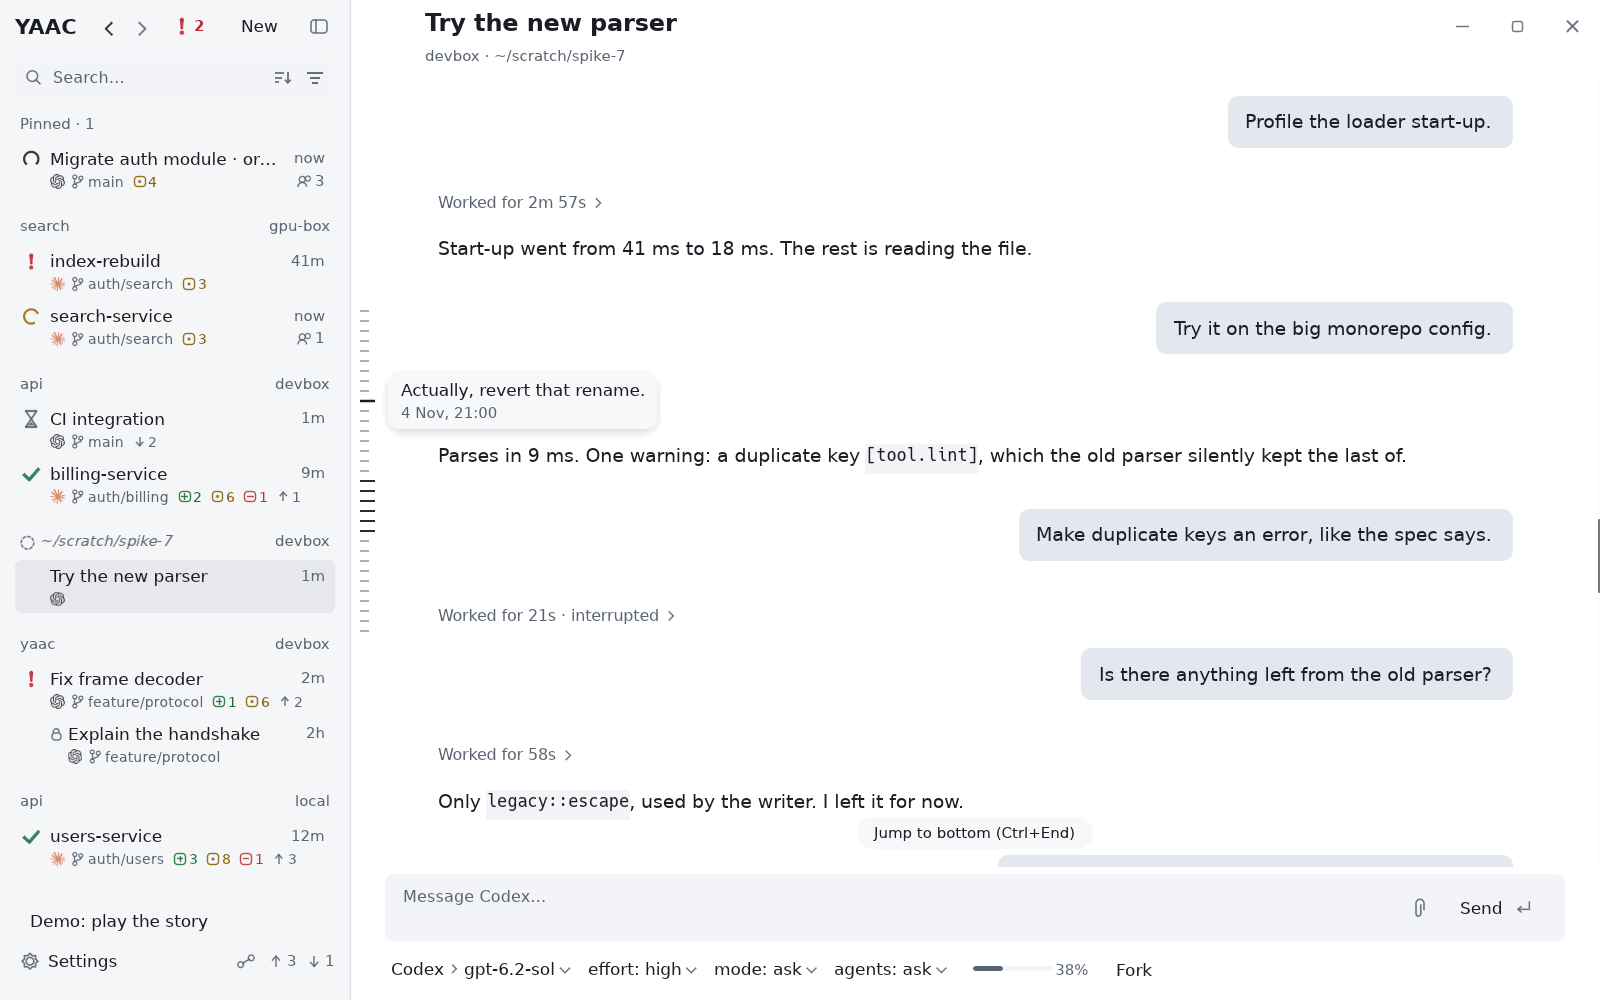 YAAC
2
New
Search...
Pinned · 1
Migrate auth module · or... now
main 4 3
search gpu-box
index-rebuild 41m
auth/search 3
search-service now
auth/search 3 1
api devbox
CI integration 1m
main ↓2
billing-service 9m
auth/billing 2 6 1 ↑1
~/scratch/spike-7 devbox
Try the new parser 1m
yaac devbox
Fix frame decoder 2m
feature/protocol 1 6 ↑2
Explain the handshake 2h
feature/protocol
api local
users-service 12m
auth/users 3 8 1 ↑3
Demo: play the story
Settings ↑3 ↓1
Try the new parser
devbox · ~/scratch/spike-7
Profile the loader start-up.
Worked for 2m 57s
Start-up went from 41 ms to 18 ms. The rest is reading the file.
Try it on the big monorepo config.
Actually, revert that rename.
4 Nov, 21:00
Parses in 9 ms. One warning: a duplicate key [tool.lint], which the old parser silently kept the last of.
Make duplicate keys an error, like the spec says.
Worked for 21s · interrupted
Is there anything left from the old parser?
Worked for 58s
Only legacy::escape, used by the writer. I left it for now.
Jump to bottom (Ctrl+End)
Message Codex...
Send
Codex gpt-6.2-sol effort: high mode: ask agents: ask 38% Fork